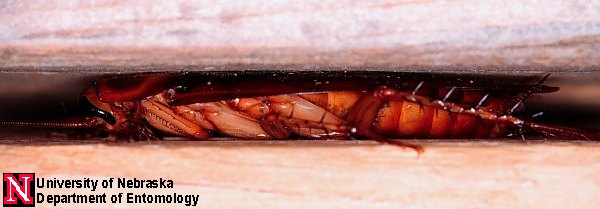 N
University of Nebraska
Department of Entomology